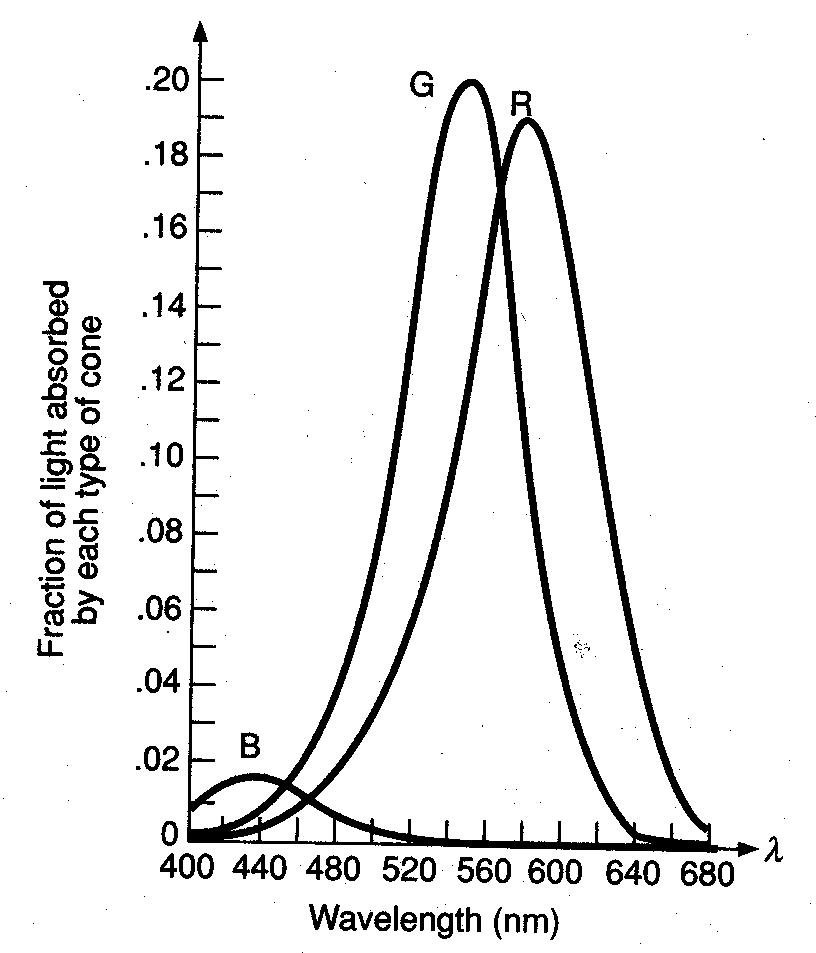 G
R
B
.20
.18
.16
.14
.12
.10
.08
.06
.04
.02
0
Fraction of light absorbed
by each type of cone
400 440 480 520 560 600 640 680
λ
Wavelength (nm)